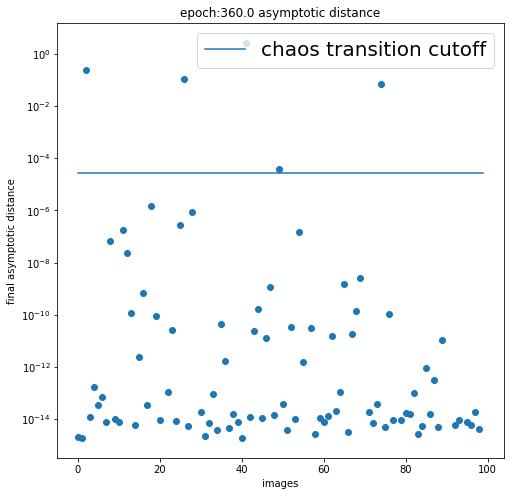 epoch:360.0 asymptotic distance
chaos transition cutoff
final asymptotic distance
10⁰
10⁻²
10⁻⁴
10⁻⁶
10⁻⁸
10⁻¹⁰
10⁻¹²
10⁻¹⁴
0 20 40 60 80 100
images